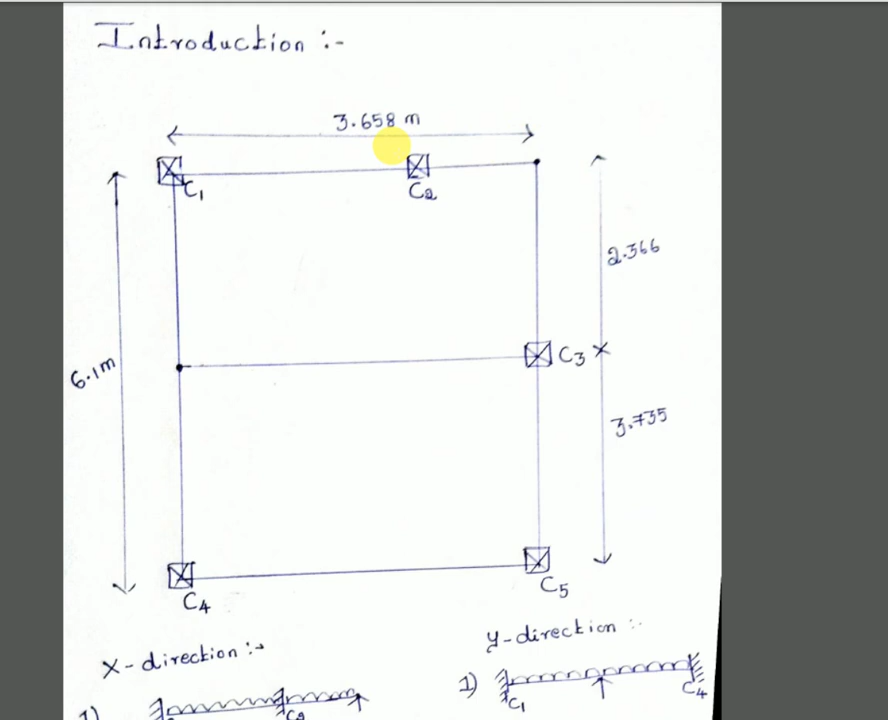 Introduction :-
3.658 m
C1
C2
2.366
C3
6.1m
3.735
C4
C5
X-direction :-
y-direction :-
1)
C2
1)
C1
C4